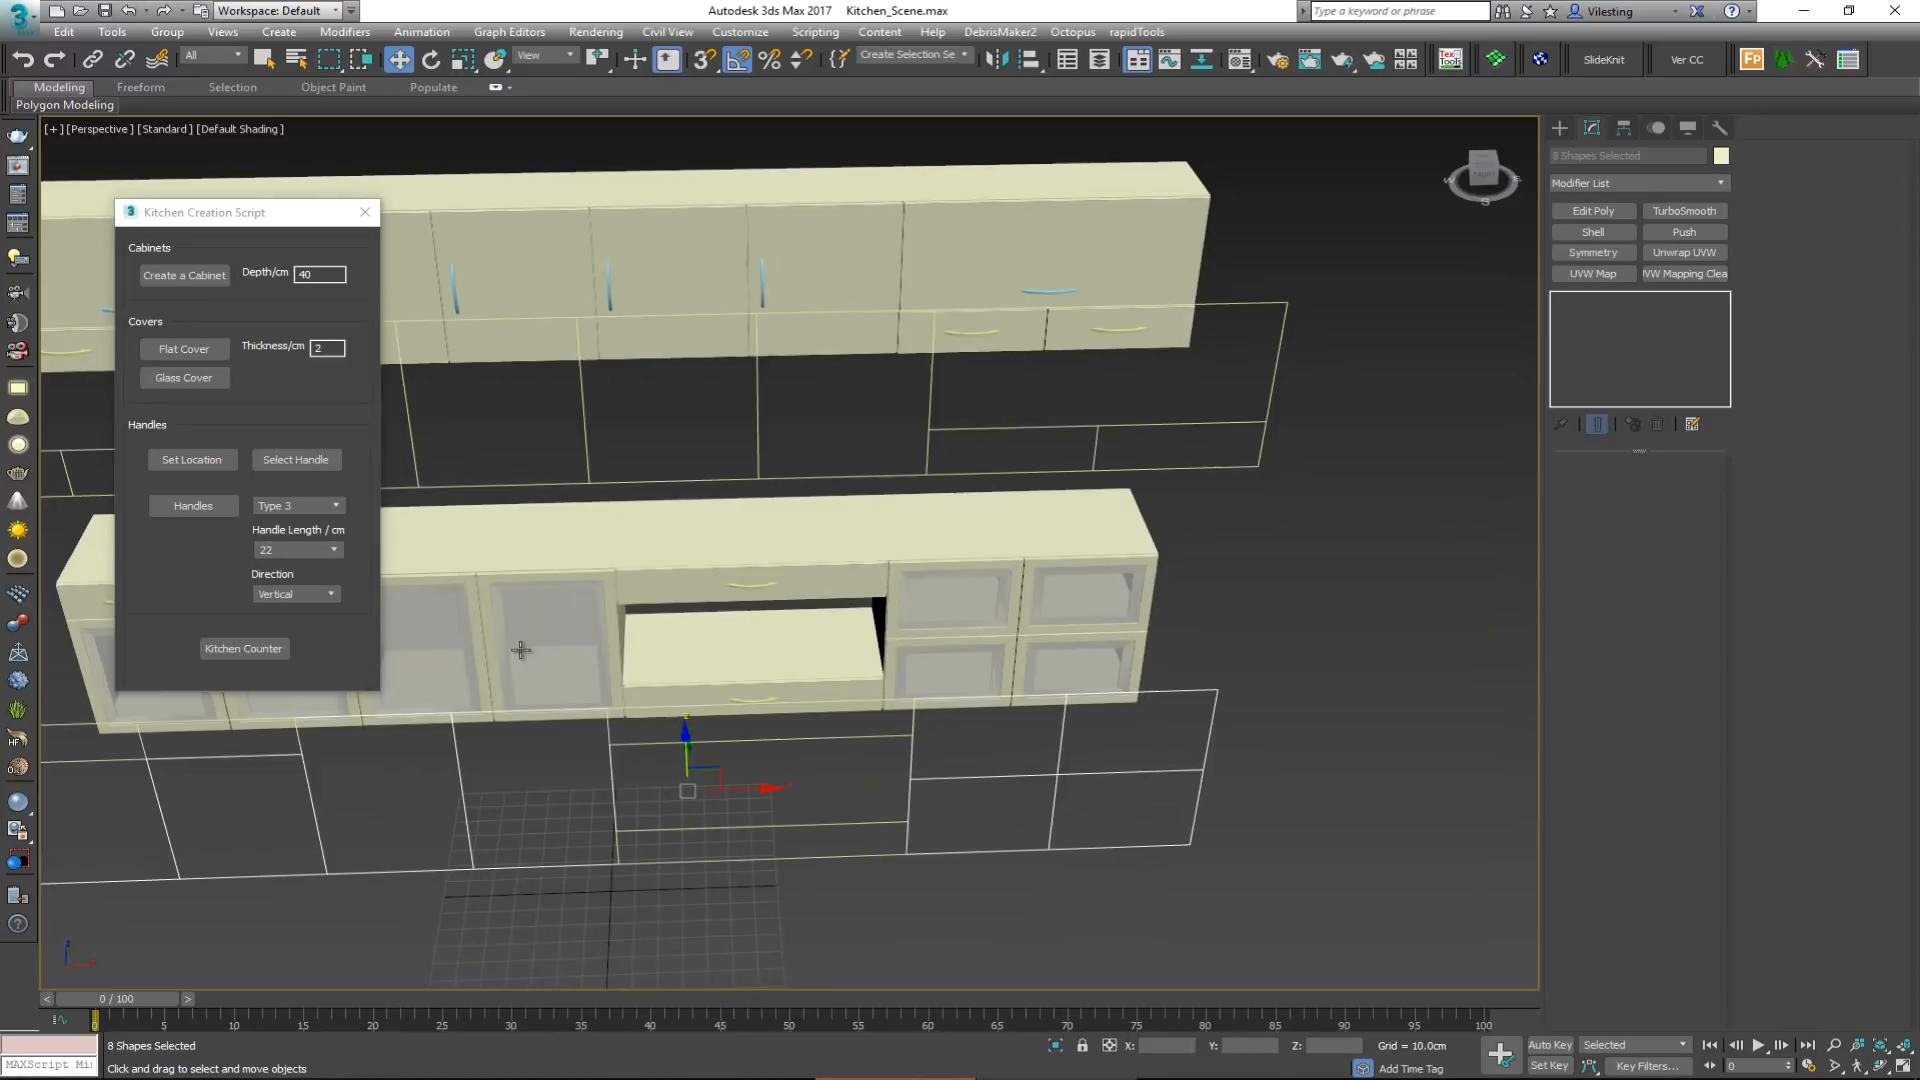 Workspace: Default
Autodesk 3ds Max 2017 Kitchen_Scene.max
Type a keyword or phrase
Vilesting
Edit Tools Group Views Create Modifiers Animation Graph Editors Rendering Civil View Customize Scripting Content Help DebrisMaker2 Octopus rapidTools
All
View
Create Selection Se
SlideKnit
Ver CC
Modeling Freeform Selection Object Paint Populate
Polygon Modeling
[+] [Perspective ] [Standard ] [Default Shading ]
8 Shapes Selected
Modifier List
Edit Poly TurboSmooth
Shell Push
Symmetry Unwrap UVW
UVW Map VW Mapping Clea
Kitchen Creation Script
Cabinets
Create a Cabinet Depth/cm 40
Covers
Flat Cover Thickness/cm 2
Glass Cover
Handles
Set Location Select Handle
Handles Type 3
Handle Length / cm
22
Direction
Vertical
Kitchen Counter
0 / 100
0 5 10 15 20 25 30 35 40 45 50 55 60 65 70 75 80 85 90 95 100
8 Shapes Selected
X: Y: Z: Grid = 10.0cm
Auto Key Selected
MAXScript Mi
Click and drag to select and move objects
Add Time Tag
Set Key Key Filters...
0